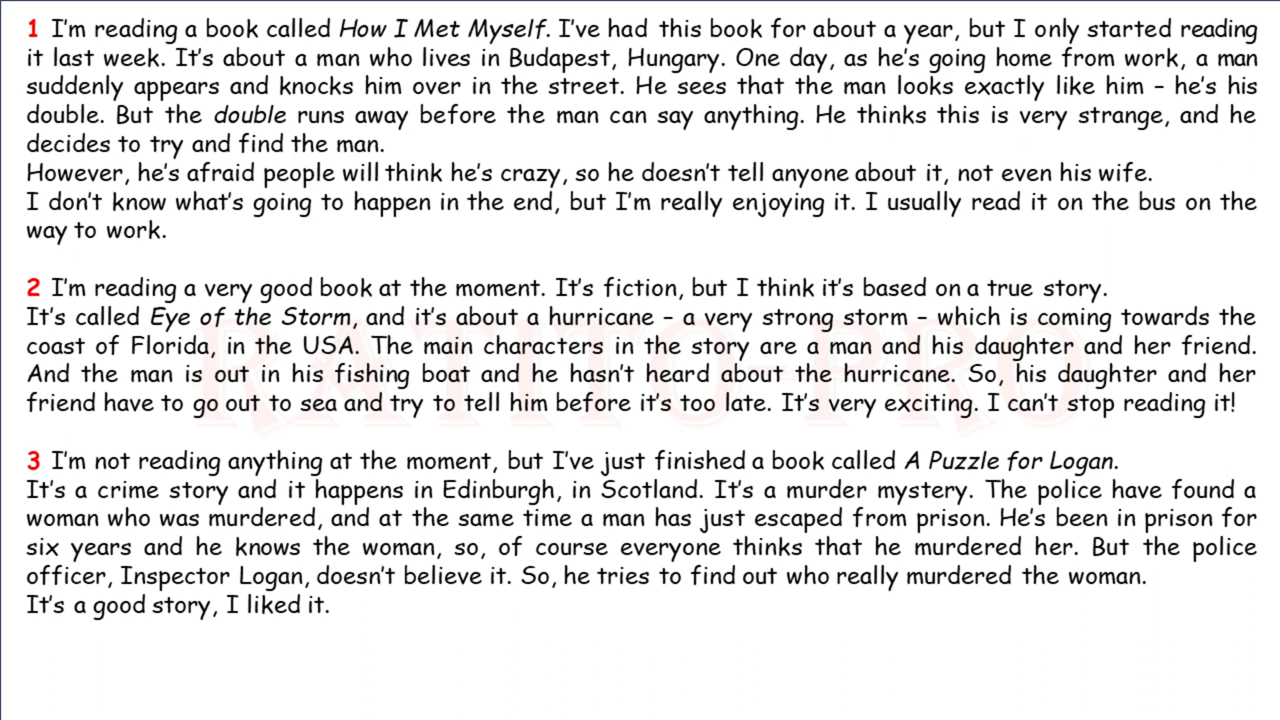 1 I'm reading a book called How I Met Myself. I've had this book for about a year, but I only started reading
it last week. It's about a man who lives in Budapest, Hungary. One day, as he's going home from work, a man
suddenly appears and knocks him over in the street. He sees that the man looks exactly like him – he's his
double. But the double runs away before the man can say anything. He thinks this is very strange, and he
decides to try and find the man.
However, he's afraid people will think he's crazy, so he doesn't tell anyone about it, not even his wife.
I don't know what's going to happen in the end, but I'm really enjoying it. I usually read it on the bus on the
way to work.
2 I'm reading a very good book at the moment. It's fiction, but I think it's based on a true story.
It's called Eye of the Storm, and it's about a hurricane – a very strong storm – which is coming towards the
coast of Florida, in the USA. The main characters in the story are a man and his daughter and her friend.
And the man is out in his fishing boat and he hasn't heard about the hurricane. So, his daughter and her
friend have to go out to sea and try to tell him before it's too late. It's very exciting. I can't stop reading it!
RATITO PRO
3 I'm not reading anything at the moment, but I've just finished a book called A Puzzle for Logan.
It's a crime story and it happens in Edinburgh, in Scotland. It's a murder mystery. The police have found a
woman who was murdered, and at the same time a man has just escaped from prison. He's been in prison for
six years and he knows the woman, so, of course everyone thinks that he murdered her. But the police
officer, Inspector Logan, doesn't believe it. So, he tries to find out who really murdered the woman.
It's a good story, I liked it.